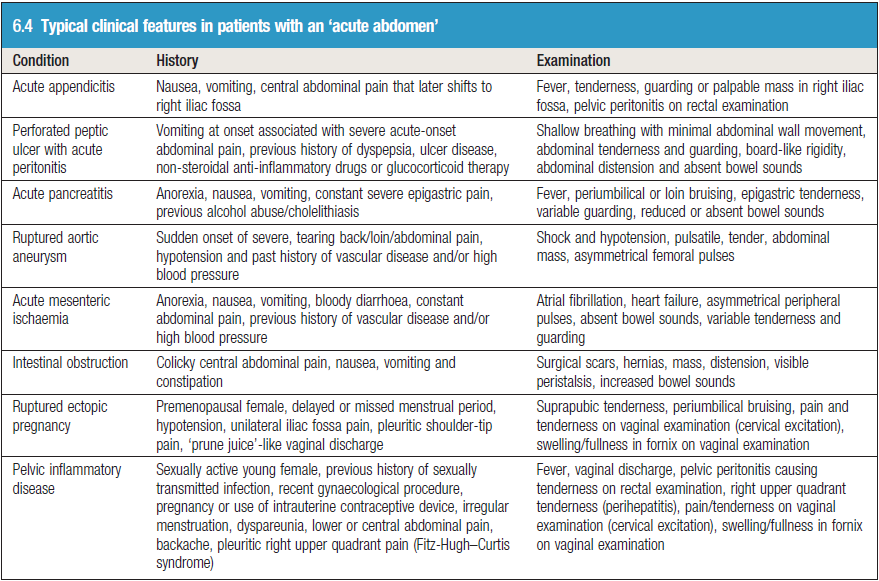 6.4 Typical clinical features in patients with an ‘acute abdomen’
Condition History Examination
Acute appendicitis
Nausea, vomiting, central abdominal pain that later shifts to
right iliac fossa
Fever, tenderness, guarding or palpable mass in right iliac
fossa, pelvic peritonitis on rectal examination
Perforated peptic
ulcer with acute
peritonitis
Vomiting at onset associated with severe acute-onset
abdominal pain, previous history of dyspepsia, ulcer disease,
non-steroidal anti-inflammatory drugs or glucocorticoid therapy
Shallow breathing with minimal abdominal wall movement,
abdominal tenderness and guarding, board-like rigidity,
abdominal distension and absent bowel sounds
Acute pancreatitis
Anorexia, nausea, vomiting, constant severe epigastric pain,
previous alcohol abuse/cholelithiasis
Fever, periumbilical or loin bruising, epigastric tenderness,
variable guarding, reduced or absent bowel sounds
Ruptured aortic
aneurysm
Sudden onset of severe, tearing back/loin/abdominal pain,
hypotension and past history of vascular disease and/or high
blood pressure
Shock and hypotension, pulsatile, tender, abdominal
mass, asymmetrical femoral pulses
Acute mesenteric
ischaemia
Anorexia, nausea, vomiting, bloody diarrhoea, constant
abdominal pain, previous history of vascular disease and/or
high blood pressure
Atrial fibrillation, heart failure, asymmetrical peripheral
pulses, absent bowel sounds, variable tenderness and
guarding
Intestinal obstruction
Colicky central abdominal pain, nausea, vomiting and
constipation
Surgical scars, hernias, mass, distension, visible
peristalsis, increased bowel sounds
Ruptured ectopic
pregnancy
Premenopausal female, delayed or missed menstrual period,
hypotension, unilateral iliac fossa pain, pleuritic shoulder-tip
pain, ‘prune juice’-like vaginal discharge
Suprapubic tenderness, periumbilical bruising, pain and
tenderness on vaginal examination (cervical excitation),
swelling/fullness in fornix on vaginal examination
Pelvic inflammatory
disease
Sexually active young female, previous history of sexually
transmitted infection, recent gynaecological procedure,
pregnancy or use of intrauterine contraceptive device, irregular
menstruation, dyspareunia, lower or central abdominal pain,
backache, pleuritic right upper quadrant pain (Fitz-Hugh–Curtis
syndrome)
Fever, vaginal discharge, pelvic peritonitis causing
tenderness on rectal examination, right upper quadrant
tenderness (perihepatitis), pain/tenderness on vaginal
examination (cervical excitation), swelling/fullness in fornix
on vaginal examination